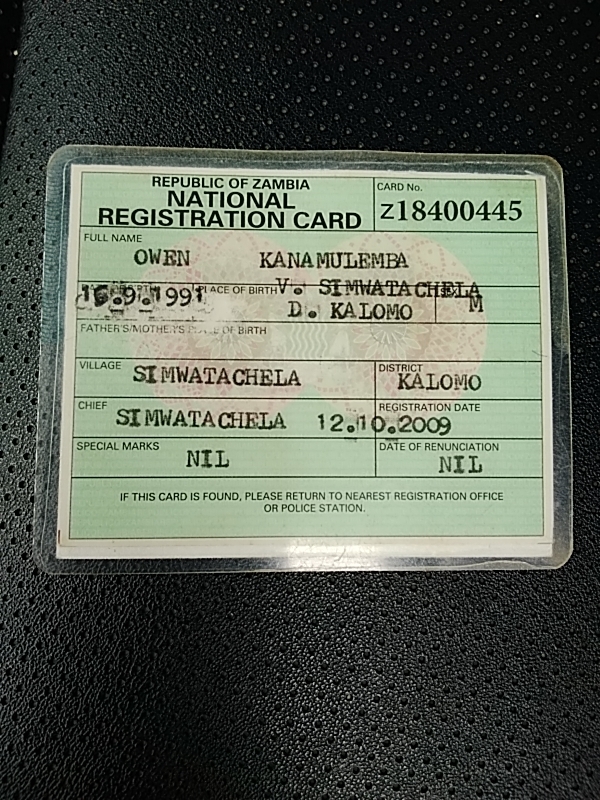 REPUBLIC OF ZAMBIA
NATIONAL
REGISTRATION CARD
CARD No.
Z18400445
FULL NAME
OWEN KANAMULEMBA
PLACE OF BIRTH V. SIMWATACHELA
.9.1991 D. KALOMO M
FATHER'S/MOTHER'S OF BIRTH
VILLAGE SIMWATACHELA
DISTRICT
KALOMO
CHIEF SIMWATACHELA
REGISTRATION DATE
12.10.2009
SPECIAL MARKS NIL
DATE OF RENUNCIATION
NIL
IF THIS CARD IS FOUND, PLEASE RETURN TO NEAREST REGISTRATION OFFICE
OR POLICE STATION.